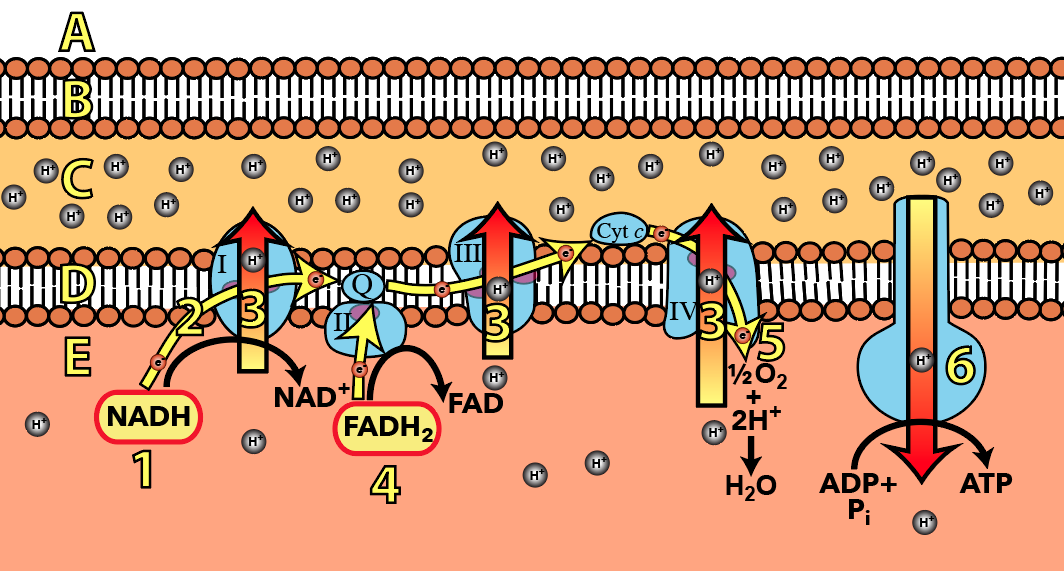 A
B
H⁺ H⁺ H⁺ H⁺ H⁺ H⁺ H⁺
C H⁺ H⁺ H⁺ H⁺ H⁺ H⁺ H⁺ H⁺ H⁺ H⁺ H⁺
H⁺ H⁺ H⁺ H⁺ H⁺ H⁺ H⁺ H⁺ H⁺ H⁺
Cyt c e⁻
III e⁻
I H⁺
D e⁻ Q e⁻ H⁺ H⁺
2 3 II 3 IV 3 5
e⁻
E e⁻ e⁻ H⁺ H⁺ 6
½O₂
NADH NAD⁺ FAD +
H⁺ FADH₂ 2H⁺
H⁺ H⁺
1 4 H⁺ H⁺ H₂O ADP+ ATP
Pᵢ
H⁺